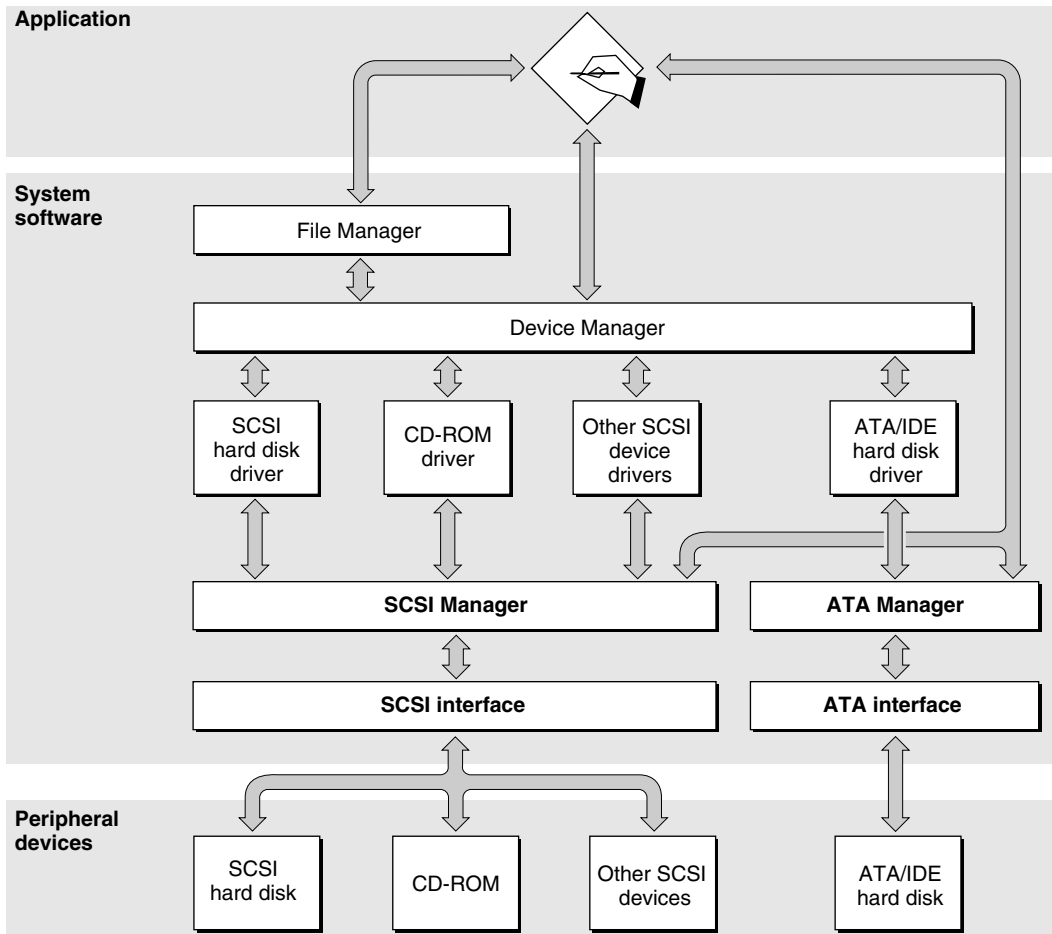 Application
System
software
File Manager
Device Manager
SCSI
hard disk
driver
CD-ROM
driver
Other SCSI
device
drivers
ATA/IDE
hard disk
driver
SCSI Manager
ATA Manager
SCSI interface
ATA interface
Peripheral
devices
SCSI
hard disk
CD-ROM
Other SCSI
devices
ATA/IDE
hard disk